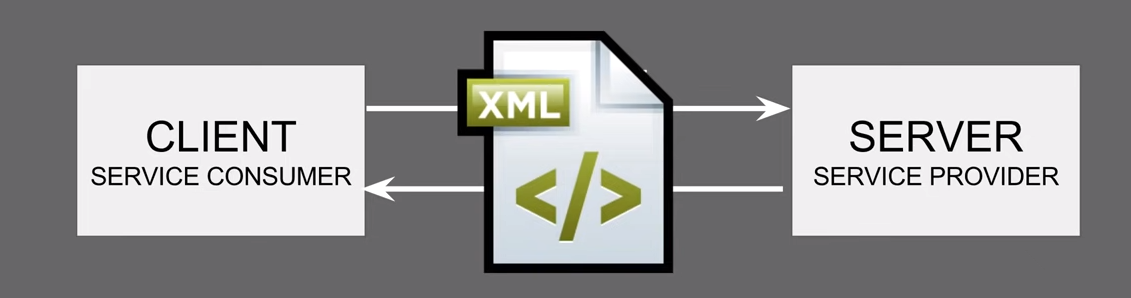 CLIENT
SERVICE CONSUMER
XML
</>
SERVER
SERVICE PROVIDER